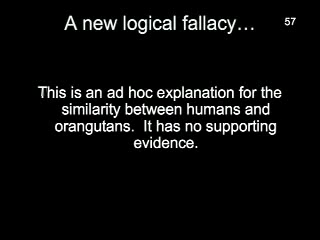 A new logical fallacy…
57
This is an ad hoc explanation for the
similarity between humans and
orangutans. It has no supporting
evidence.